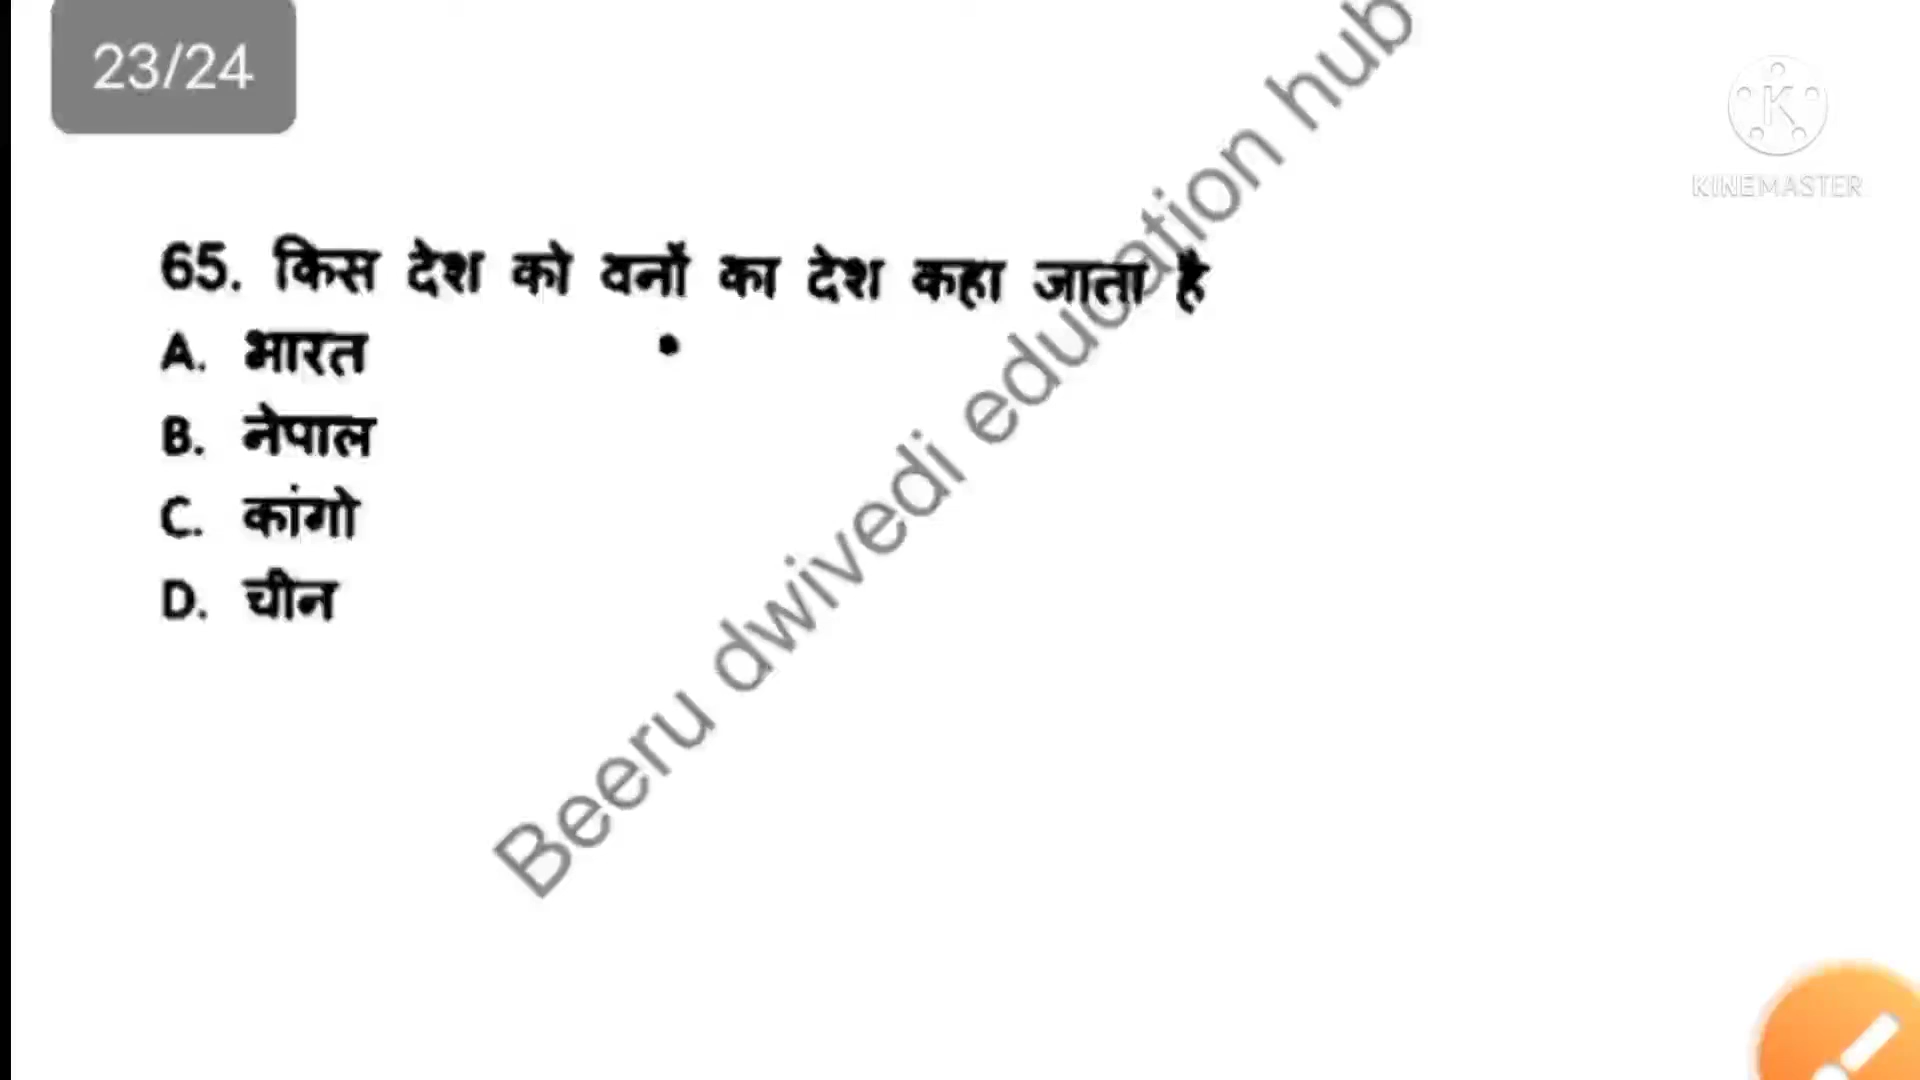 23/24
KINEMASTER
65. किस देश को वनों का देश कहा जाता है
A. भारत
B. नेपाल
C. कांगो
D. चीन
Beeru dwivedi education hub